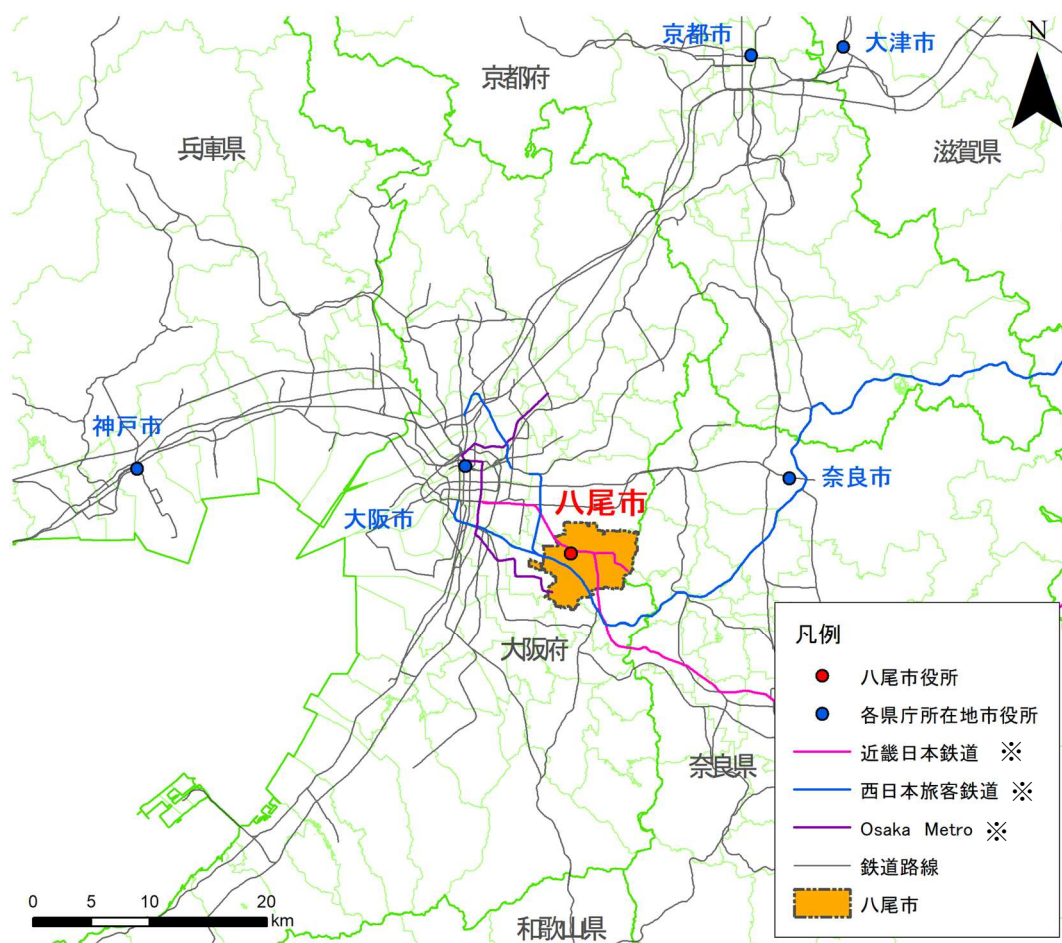 京都市
大津市
N
京都府
兵庫県
滋賀県
神戸市
八尾市
奈良市
大阪市
大阪府
奈良県
和歌山県
凡例
八尾市役所
各県庁所在地市役所
近畿日本鉄道 ※
西日本旅客鉄道 ※
Osaka Metro ※
鉄道路線
八尾市
0 5 10 20
km